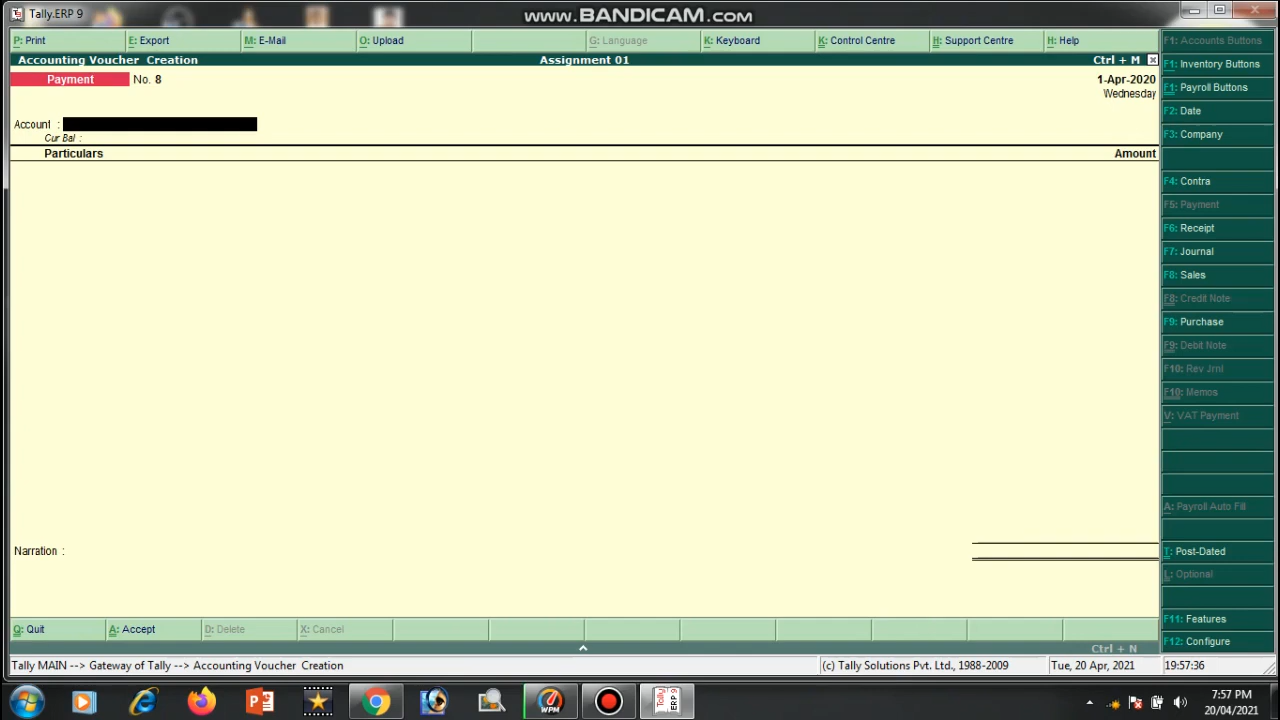 Tally.ERP 9
www.BANDICAM.com
P: Print
E: Export
M: E-Mail
O: Upload
G: Language
K: Keyboard
K: Control Centre
H: Support Centre
H: Help
Accounting Voucher Creation
Assignment 01
Ctrl + M
Payment
No. 8
1-Apr-2020
Wednesday
Account :
Cur Bal :
Particulars
Amount
Narration :
F1: Accounts Buttons
F1: Inventory Buttons
F1: Payroll Buttons
F2: Date
F3: Company
F4: Contra
F5: Payment
F6: Receipt
F7: Journal
F8: Sales
F8: Credit Note
F9: Purchase
F9: Debit Note
F10: Rev Jrnl
F10: Memos
V: VAT Payment
A: Payroll Auto Fill
T: Post-Dated
L: Optional
F11: Features
F12: Configure
Q: Quit
A: Accept
D: Delete
X: Cancel
Ctrl + N
Tally MAIN --> Gateway of Tally --> Accounting Voucher Creation
(c) Tally Solutions Pvt. Ltd., 1988-2009
Tue, 20 Apr, 2021
19:57:36
WPM
Tally
ERP 9
7:57 PM
20/04/2021